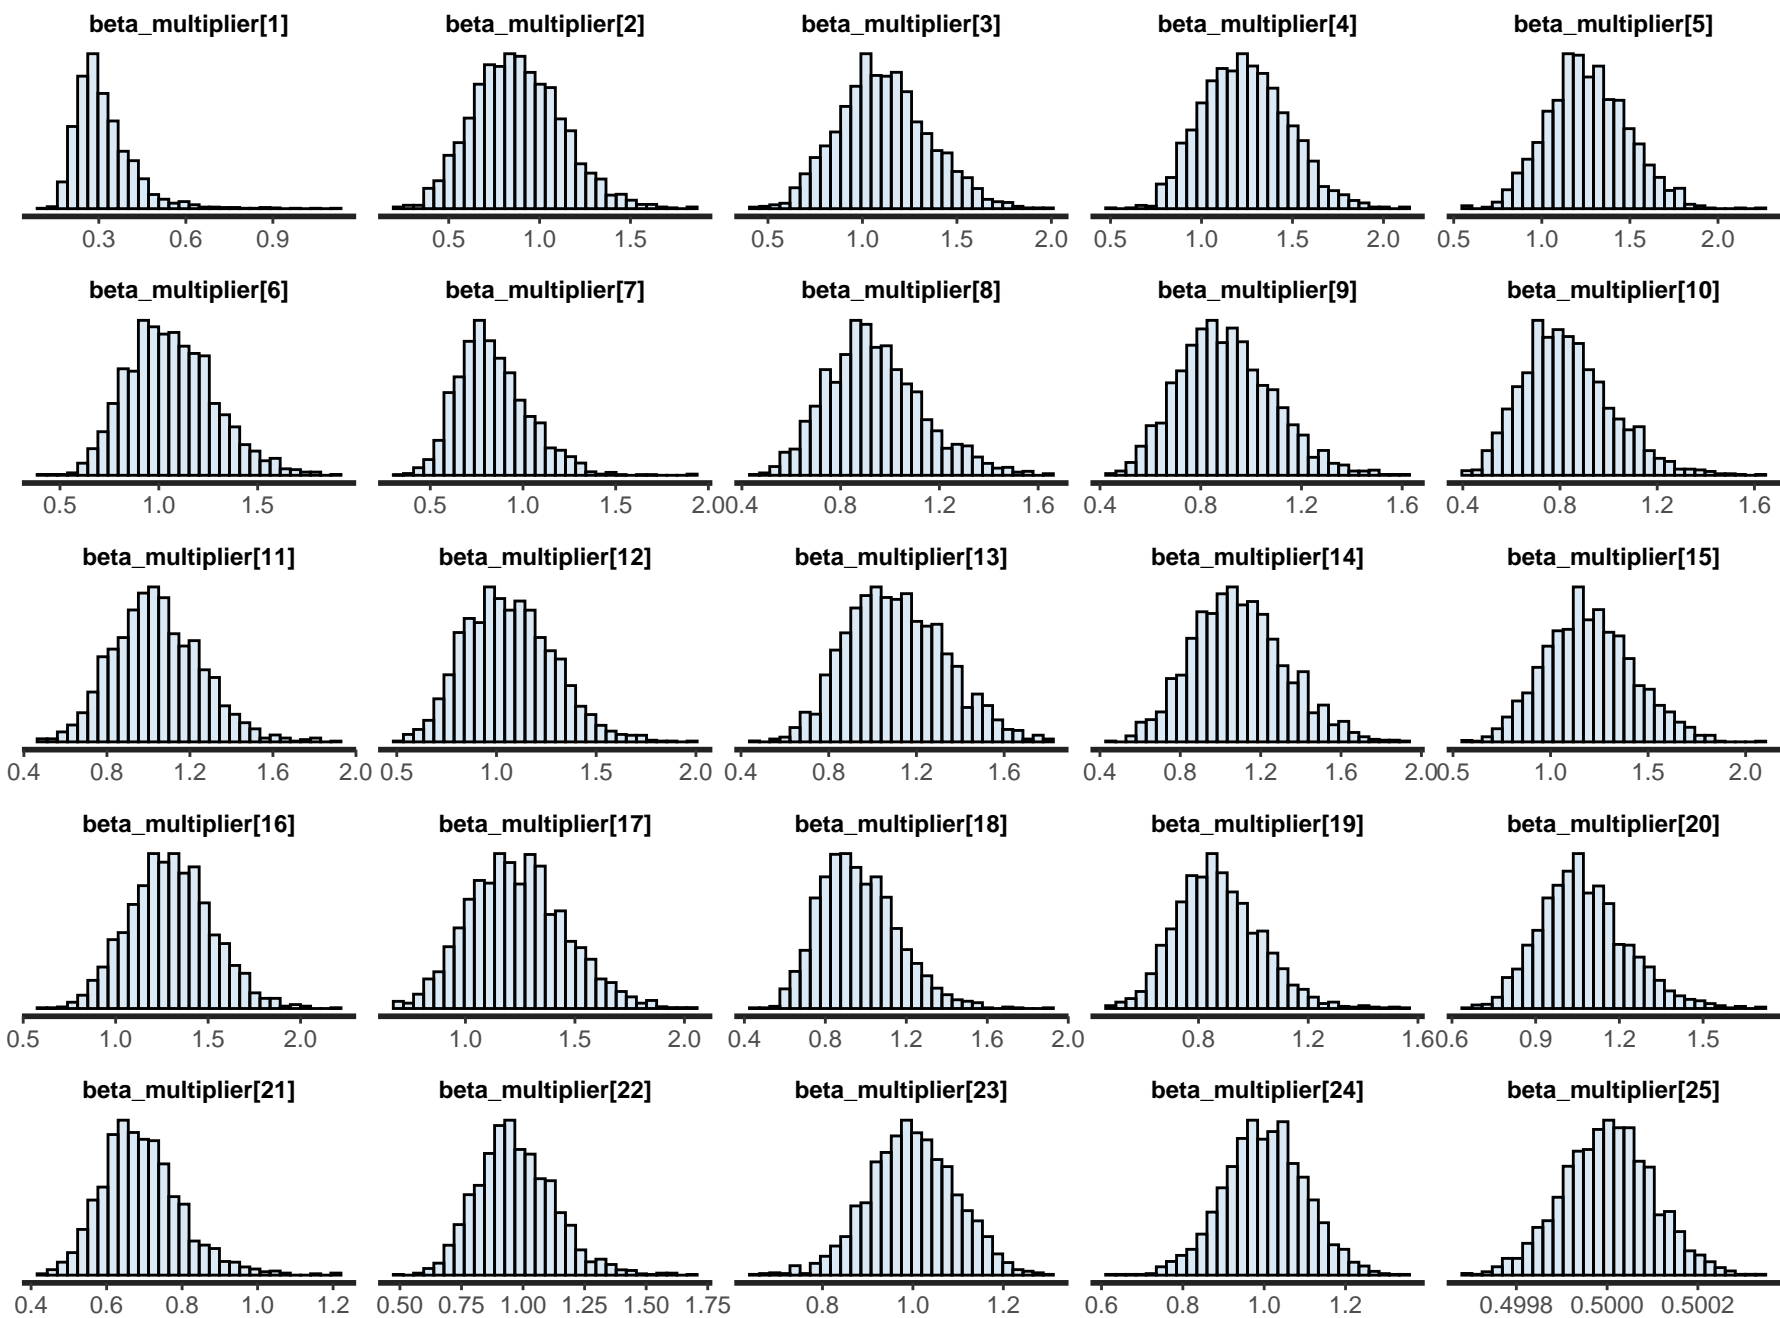 beta_multiplier[1] beta_multiplier[2] beta_multiplier[3] beta_multiplier[4] beta_multiplier[5]
0.3 0.6 0.9 0.5 1.0 1.5 0.5 1.0 1.5 2.0 0.5 1.0 1.5 2.0 0.5 1.0 1.5 2.0
beta_multiplier[6] beta_multiplier[7] beta_multiplier[8] beta_multiplier[9] beta_multiplier[10]
0.5 1.0 1.5 0.5 1.0 1.5 2.0 0.4 0.8 1.2 1.6 0.4 0.8 1.2 1.6 0.4 0.8 1.2 1.6
beta_multiplier[11] beta_multiplier[12] beta_multiplier[13] beta_multiplier[14] beta_multiplier[15]
0.4 0.8 1.2 1.6 2.0 0.5 1.0 1.5 2.0 0.4 0.8 1.2 1.6 0.4 0.8 1.2 1.6 2.0 0.5 1.0 1.5 2.0
beta_multiplier[16] beta_multiplier[17] beta_multiplier[18] beta_multiplier[19] beta_multiplier[20]
0.5 1.0 1.5 2.0 1.0 1.5 2.0 0.4 0.8 1.2 1.6 2.0 0.8 1.2 1.6 0.6 0.9 1.2 1.5
beta_multiplier[21] beta_multiplier[22] beta_multiplier[23] beta_multiplier[24] beta_multiplier[25]
0.4 0.6 0.8 1.0 1.2 0.50 0.75 1.00 1.25 1.50 1.75 0.8 1.0 1.2 0.6 0.8 1.0 1.2 0.4998 0.5000 0.5002